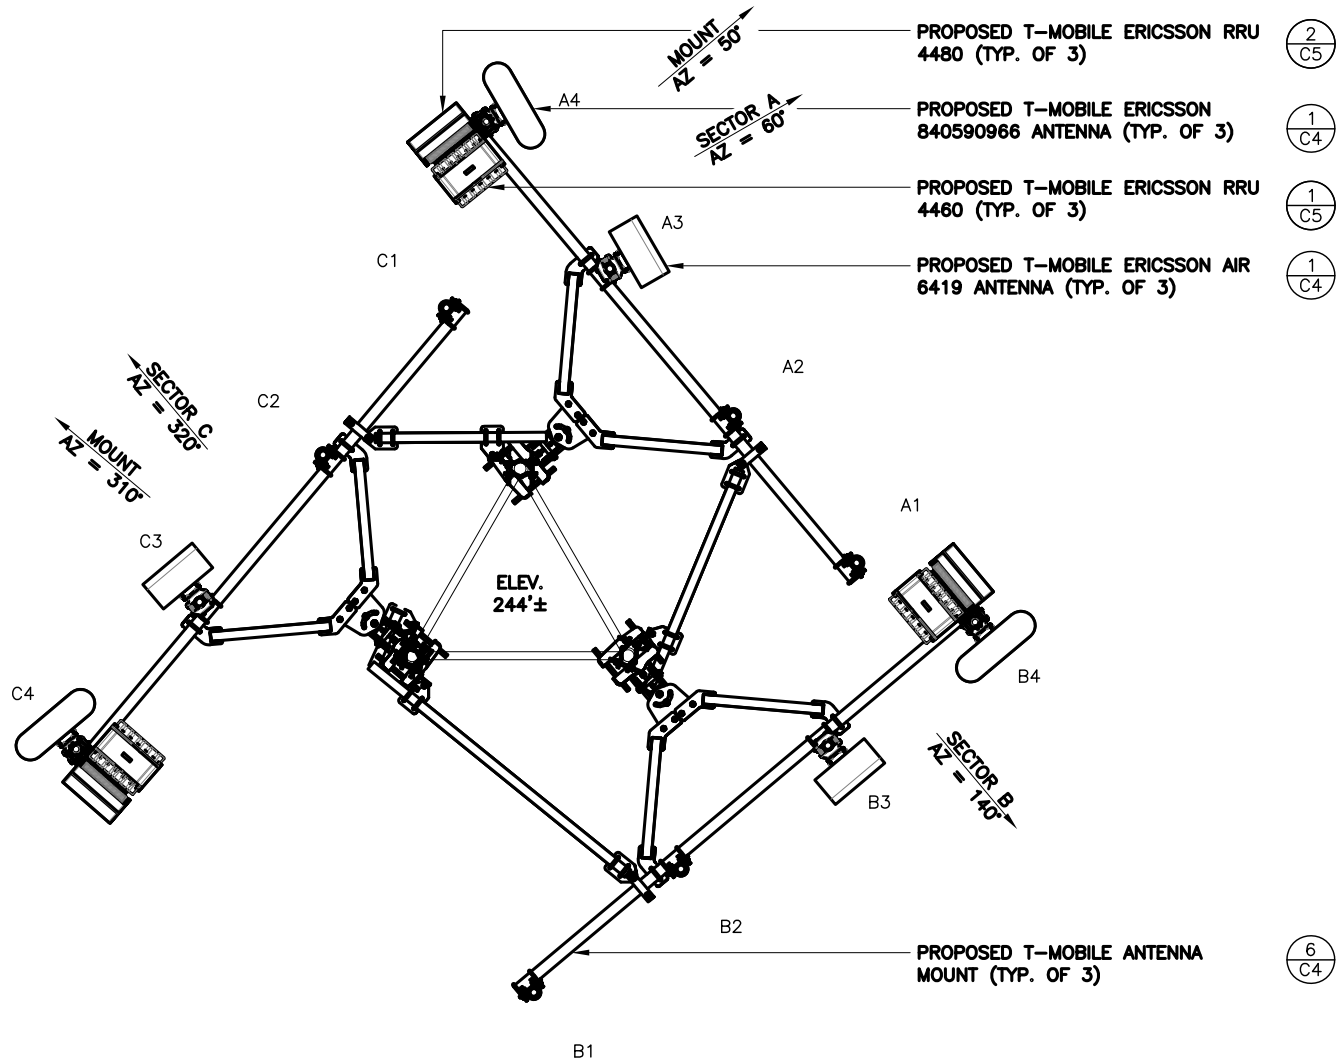 PROPOSED T-MOBILE ERICSSON RRU
4480 (TYP. OF 3)
2
C5
MOUNT
AZ = 50°
A4
PROPOSED T-MOBILE ERICSSON
840590966 ANTENNA (TYP. OF 3)
1
C4
SECTOR A
AZ = 60°
PROPOSED T-MOBILE ERICSSON RRU
4460 (TYP. OF 3)
1
C5
A3
C1
PROPOSED T-MOBILE ERICSSON AIR
6419 ANTENNA (TYP. OF 3)
1
C4
A2
SECTOR C
AZ = 320°
C2
MOUNT
AZ = 310°
A1
C3
ELEV.
244'±
B4
C4
SECTOR B
AZ = 140°
B3
B2
PROPOSED T-MOBILE ANTENNA
MOUNT (TYP. OF 3)
6
C4
B1